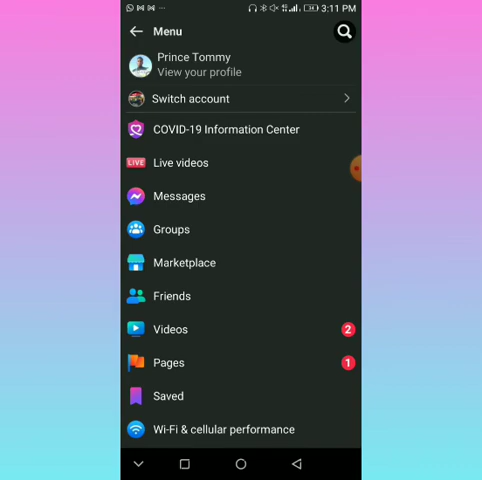 3:11 PM
Menu
Prince Tommy
View your profile
Switch account
COVID-19 Information Center
LIVE Live videos
Messages
Groups
Marketplace
Friends
Videos 2
Pages 1
Saved
Wi-Fi & cellular performance